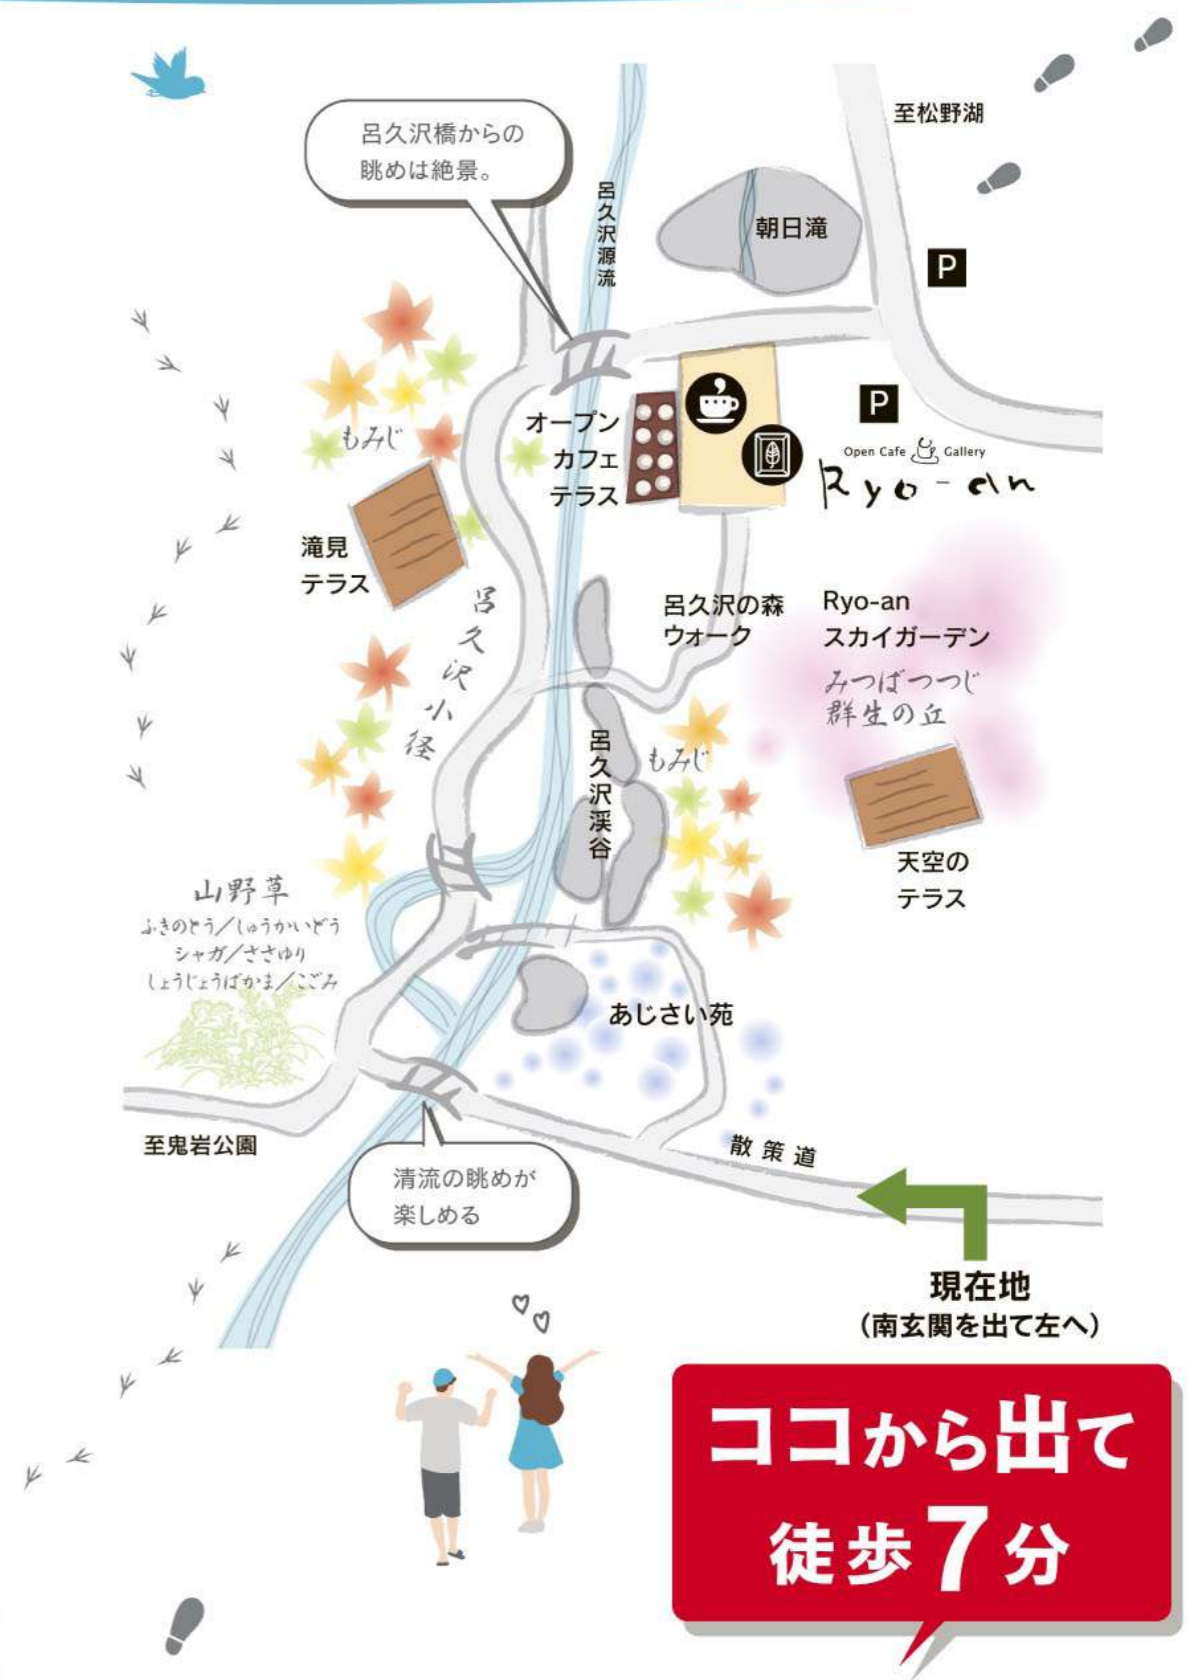 至松野湖
呂久沢橋からの
眺めは絶景。
呂久沢源流
朝日滝
P
P
もみじ
オープン
カフェ
テラス
Open Cafe Gallery
Ryo-an
滝見
テラス
呂久沢小径
呂久沢の森
ウォーク
Ryo-an
スカイガーデン
みつばつつじ
群生の丘
呂久沢渓谷
もみじ
天空の
テラス
山野草
ふきのとう/しゅうかいどう
シャガ/ささゆり
しょうじょうばかま/こごみ
あじさい苑
至鬼岩公園
散策道
清流の眺めが
楽しめる
現在地
(南玄関を出て左へ)
ココから出て
徒歩7分